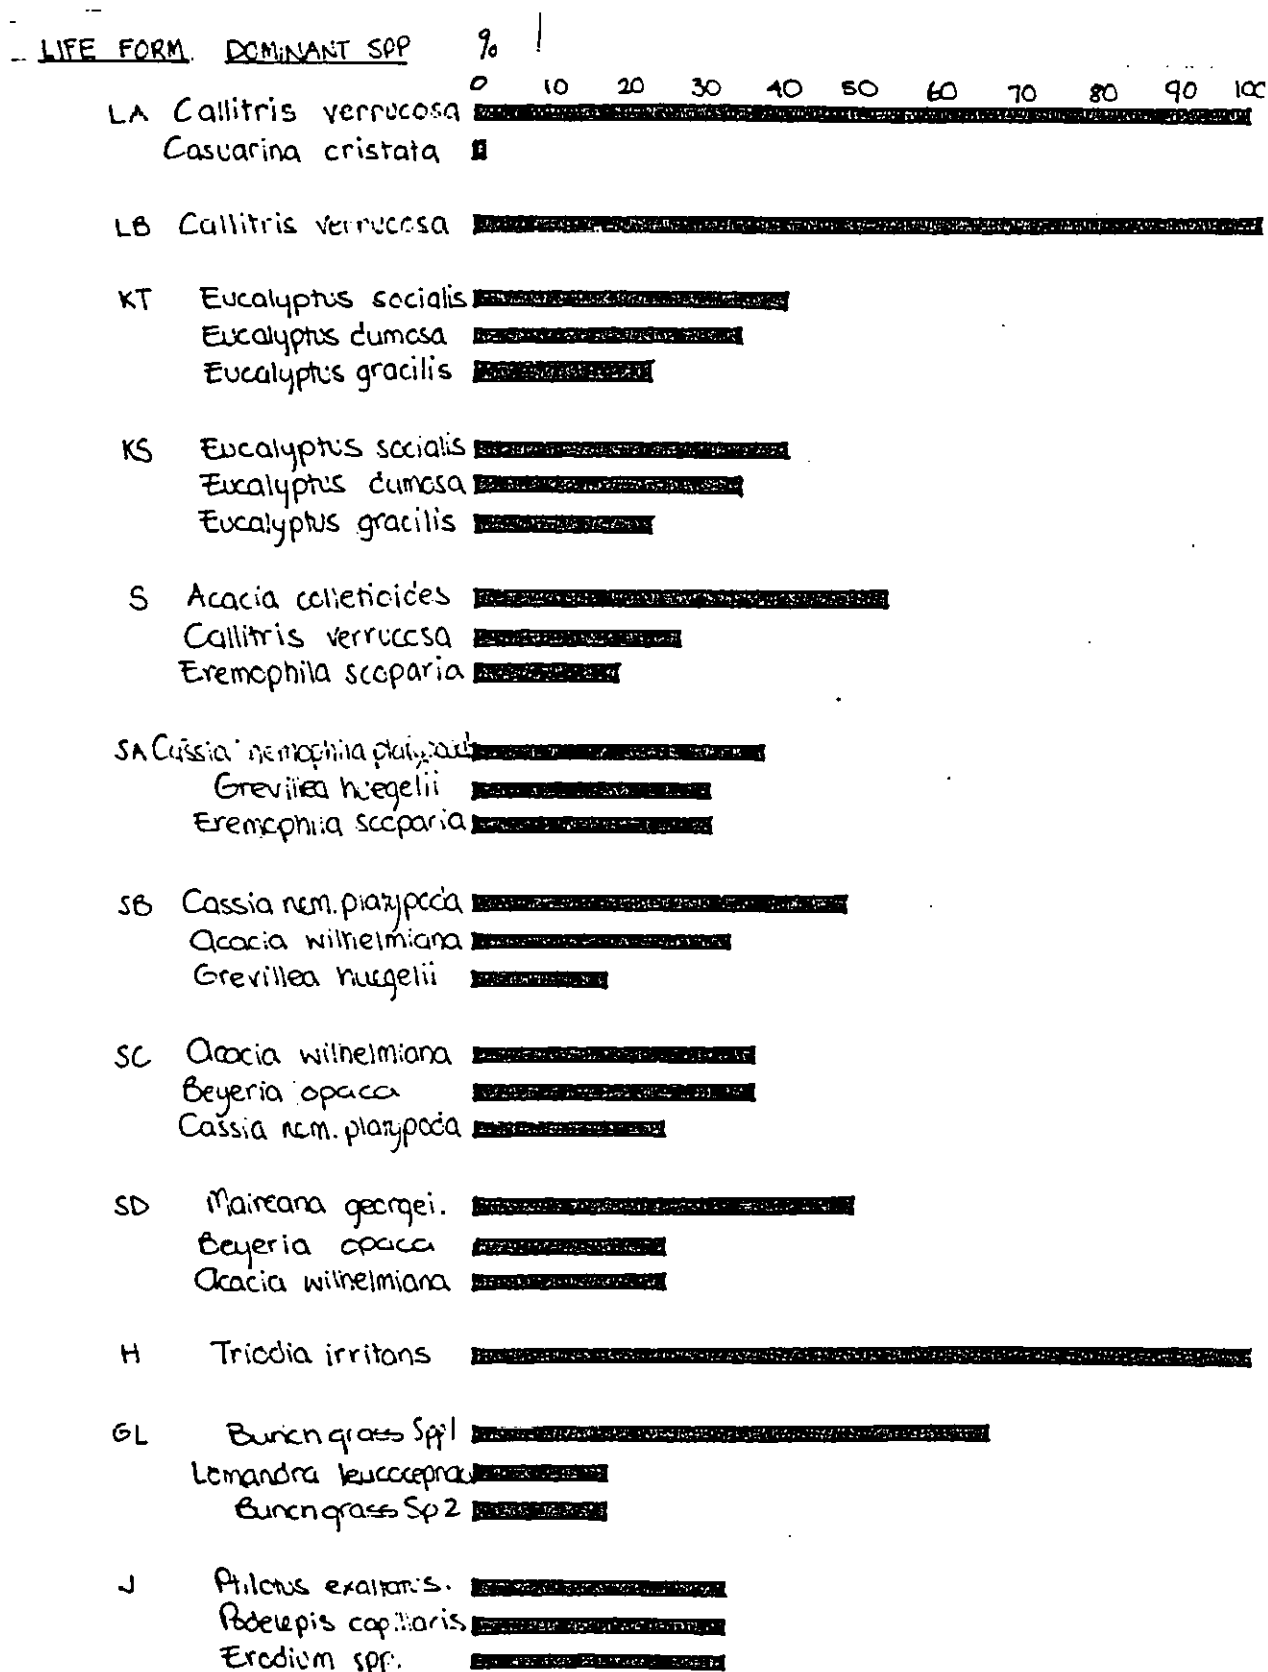 LIFE FORM. DOMINANT SPP %
0 10 20 30 40 50 60 70 80 90 100
LA Callitris verrucosa
Casuarina cristata
LB Callitris verrucosa
KT Eucalyptus socialis
Eucalyptus dumosa
Eucalyptus gracilis
KS Eucalyptus socialis
Eucalyptus dumosa
Eucalyptus gracilis
S Acacia colletioides
Callitris verrucosa
Eremophila scoparia
SA Cassia nemophila
Grevillea huegelii
Eremophila scoparia
SB Cassia nem. platypoda
Acacia wilhelmiana
Grevillea huegelii
SC Acacia wilhelmiana
Beyeria opaca
Cassia nem. platypoda
SD Maireana georgei.
Beyeria opaca
Acacia wilhelmiana
H Triodia irritans
GL Bunchgrass Spp1
Lomandra
Bunchgrass Sp2
J Ptilotus exaltatus.
Podolepis capillaris
Erodium spp.